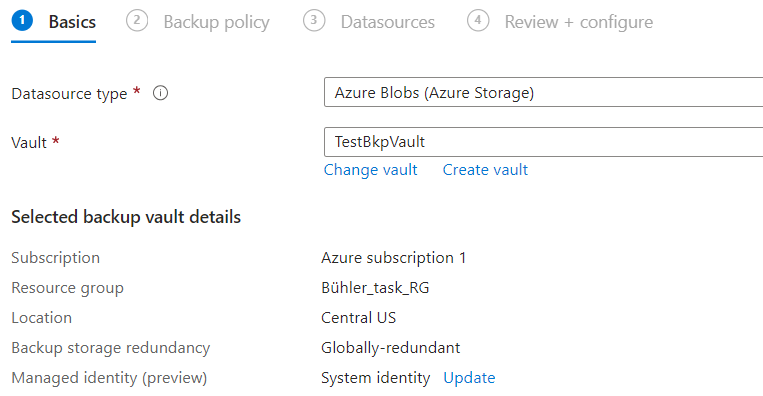 1 Basics 2 Backup policy 3 Datasources 4 Review + configure
Datasource type * Azure Blobs (Azure Storage)
Vault * TestBkpVault
Change vault Create vault
Selected backup vault details
Subscription Azure subscription 1
Resource group Bühler_task_RG
Location Central US
Backup storage redundancy Globally-redundant
Managed identity (preview) System identity Update